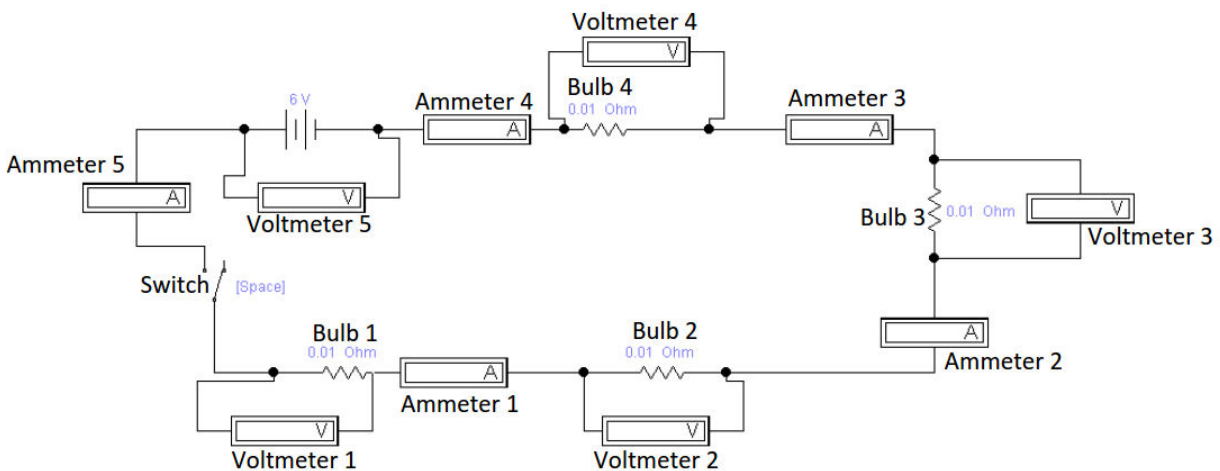 Voltmeter 4
V
Bulb 4
0.01 Ohm
6 V
Ammeter 4
A
Ammeter 3
A
Ammeter 5
A
V
Voltmeter 5
Bulb 3
0.01 Ohm
V
Voltmeter 3
Switch
[Space]
Bulb 1
0.01 Ohm
A
Ammeter 1
Bulb 2
0.01 Ohm
A
Ammeter 2
V
Voltmeter 1
V
Voltmeter 2